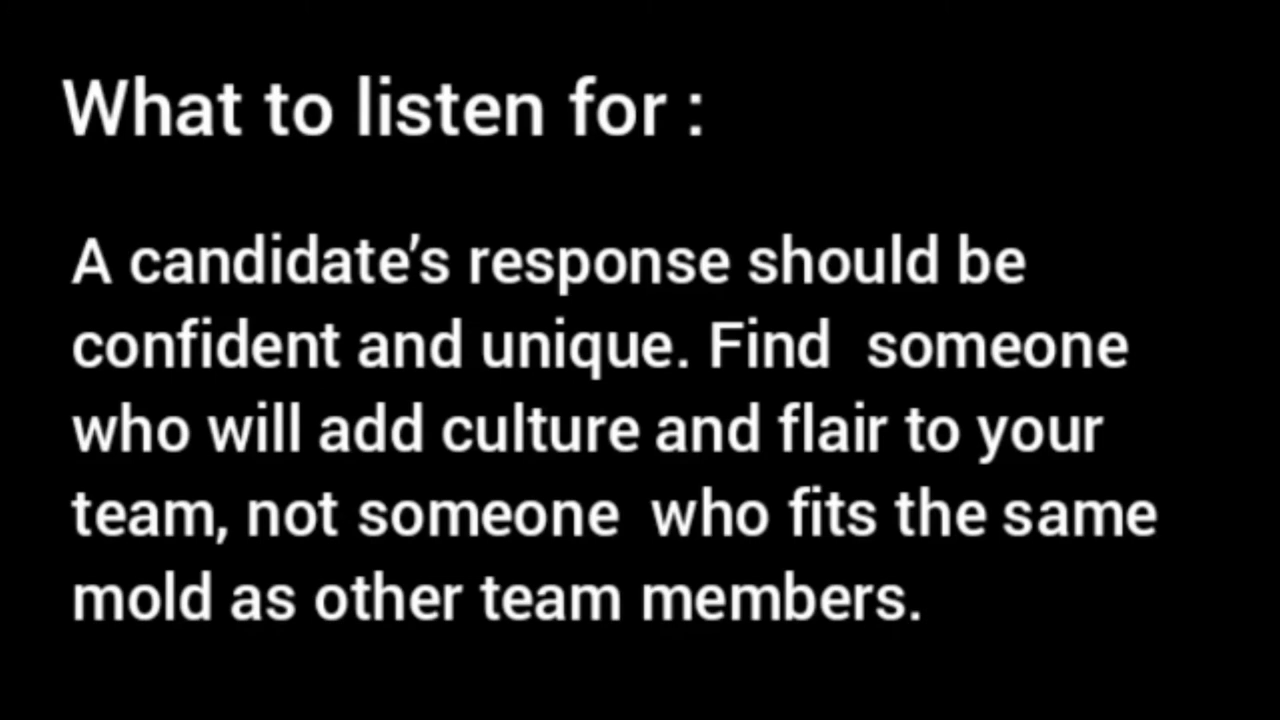 What to listen for :
A candidate's response should be
confident and unique. Find  someone
who will add culture and flair to your
team, not someone  who fits the same
mold as other team members.